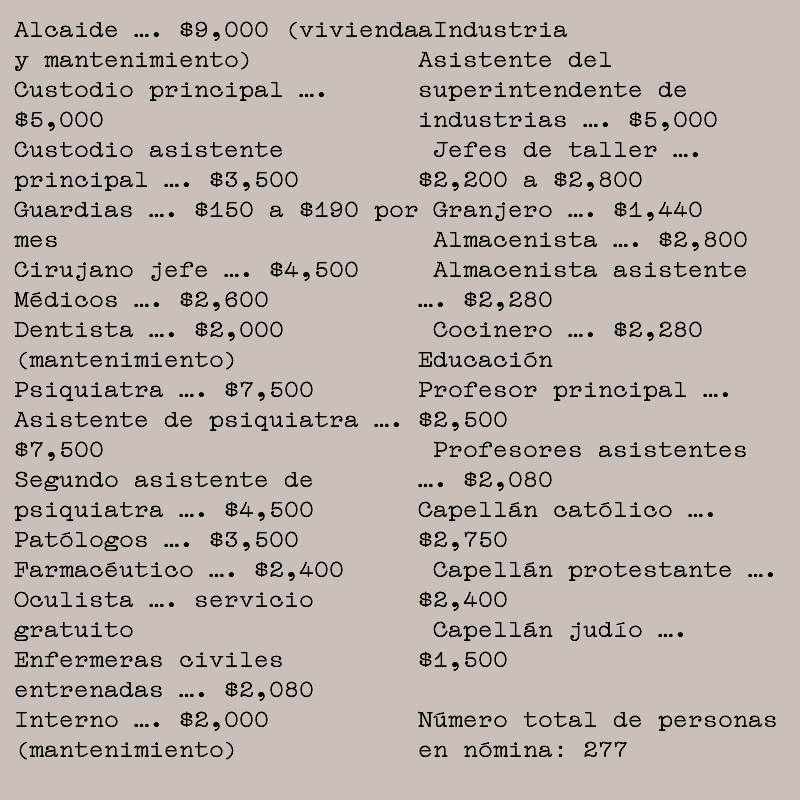 Alcaide …. $9,000 (vivienda
y mantenimiento)
Custodio principal ….
$5,000
Custodio asistente
principal …. $3,500
Guardias …. $150 a $190 por
mes
Cirujano jefe …. $4,500
Médicos …. $2,600
Dentista …. $2,000
(mantenimiento)
Psiquiatra …. $7,500
Asistente de psiquiatra ….
$7,500
Segundo asistente de
psiquiatra …. $4,500
Patólogos …. $3,500
Farmacéutico …. $2,400
Oculista …. servicio
gratuito
Enfermeras civiles
entrenadas …. $2,080
Interno …. $2,000
(mantenimiento)
aIndustria
Asistente del
superintendente de
industrias …. $5,000
Jefes de taller ….
$2,200 a $2,800
Granjero …. $1,440
Almacenista …. $2,800
Almacenista asistente
…. $2,280
Cocinero …. $2,280
Educación
Profesor principal ….
$2,500
Profesores asistentes
…. $2,080
Capellán católico ….
$2,750
Capellán protestante ….
$2,400
Capellán judío ….
$1,500
Número total de personas
en nómina: 277